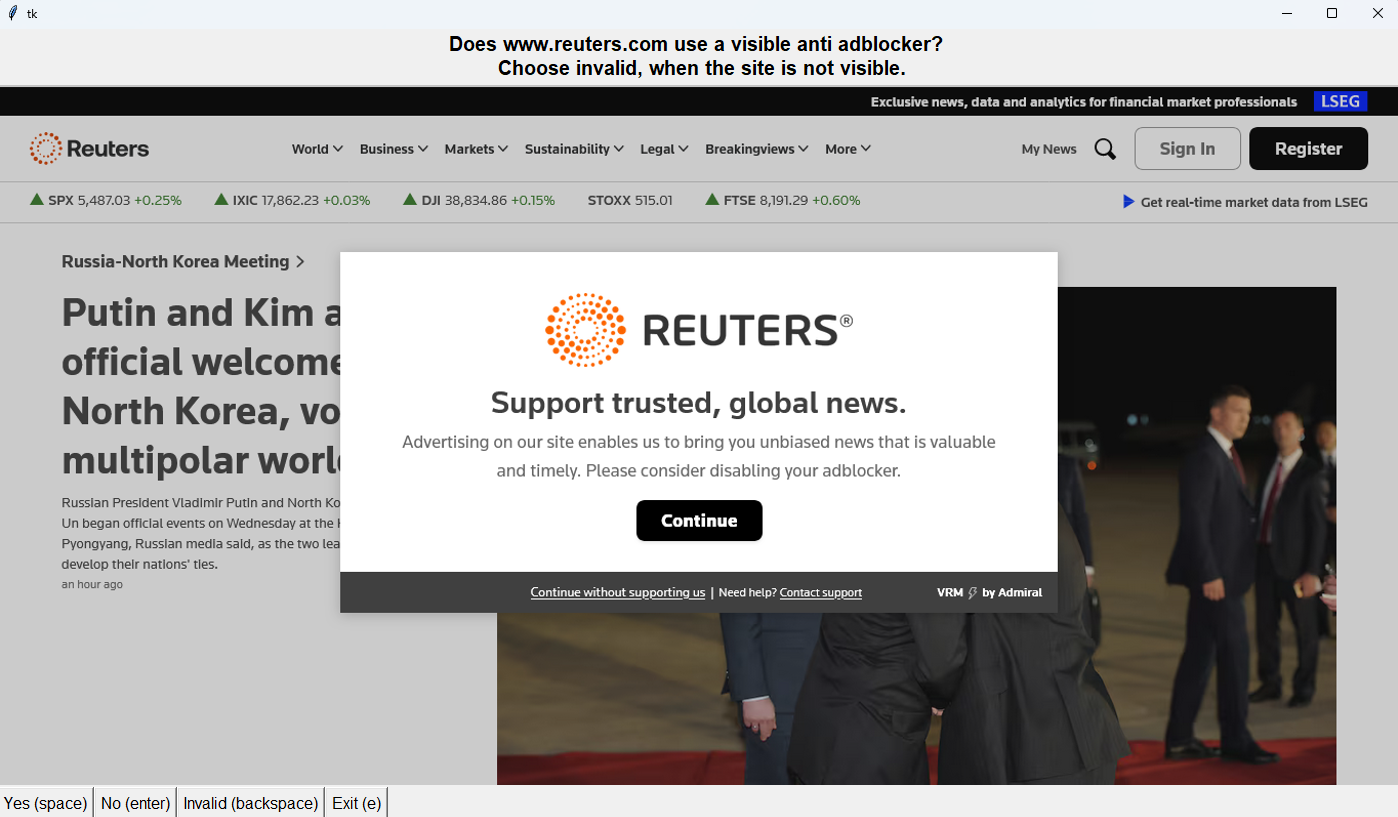 tk
Does www.reuters.com use a visible anti adblocker?
Choose invalid, when the site is not visible.
Exclusive news, data and analytics for financial market professionals LSEG
Reuters World Business Markets Sustainability Legal Breakingviews More My News Sign In Register
SPX 5,487.03 +0.25% IXIC 17,862.23 +0.03% DJI 38,834.86 +0.15% STOXX 515.01 FTSE 8,191.29 +0.60% Get real-time market data from LSEG
Russia-North Korea Meeting
Putin and Kim a
official welcome
North Korea, vo
multipolar worl
Russian President Vladimir Putin and North Ko
Un began official events on Wednesday at the
Pyongyang, Russian media said, as the two lea
develop their nations' ties.
an hour ago
REUTERS®
Support trusted, global news.
Advertising on our site enables us to bring you unbiased news that is valuable
and timely. Please consider disabling your adblocker.
Continue
Continue without supporting us | Need help? Contact support VRM by Admiral
Yes (space) No (enter) Invalid (backspace) Exit (e)